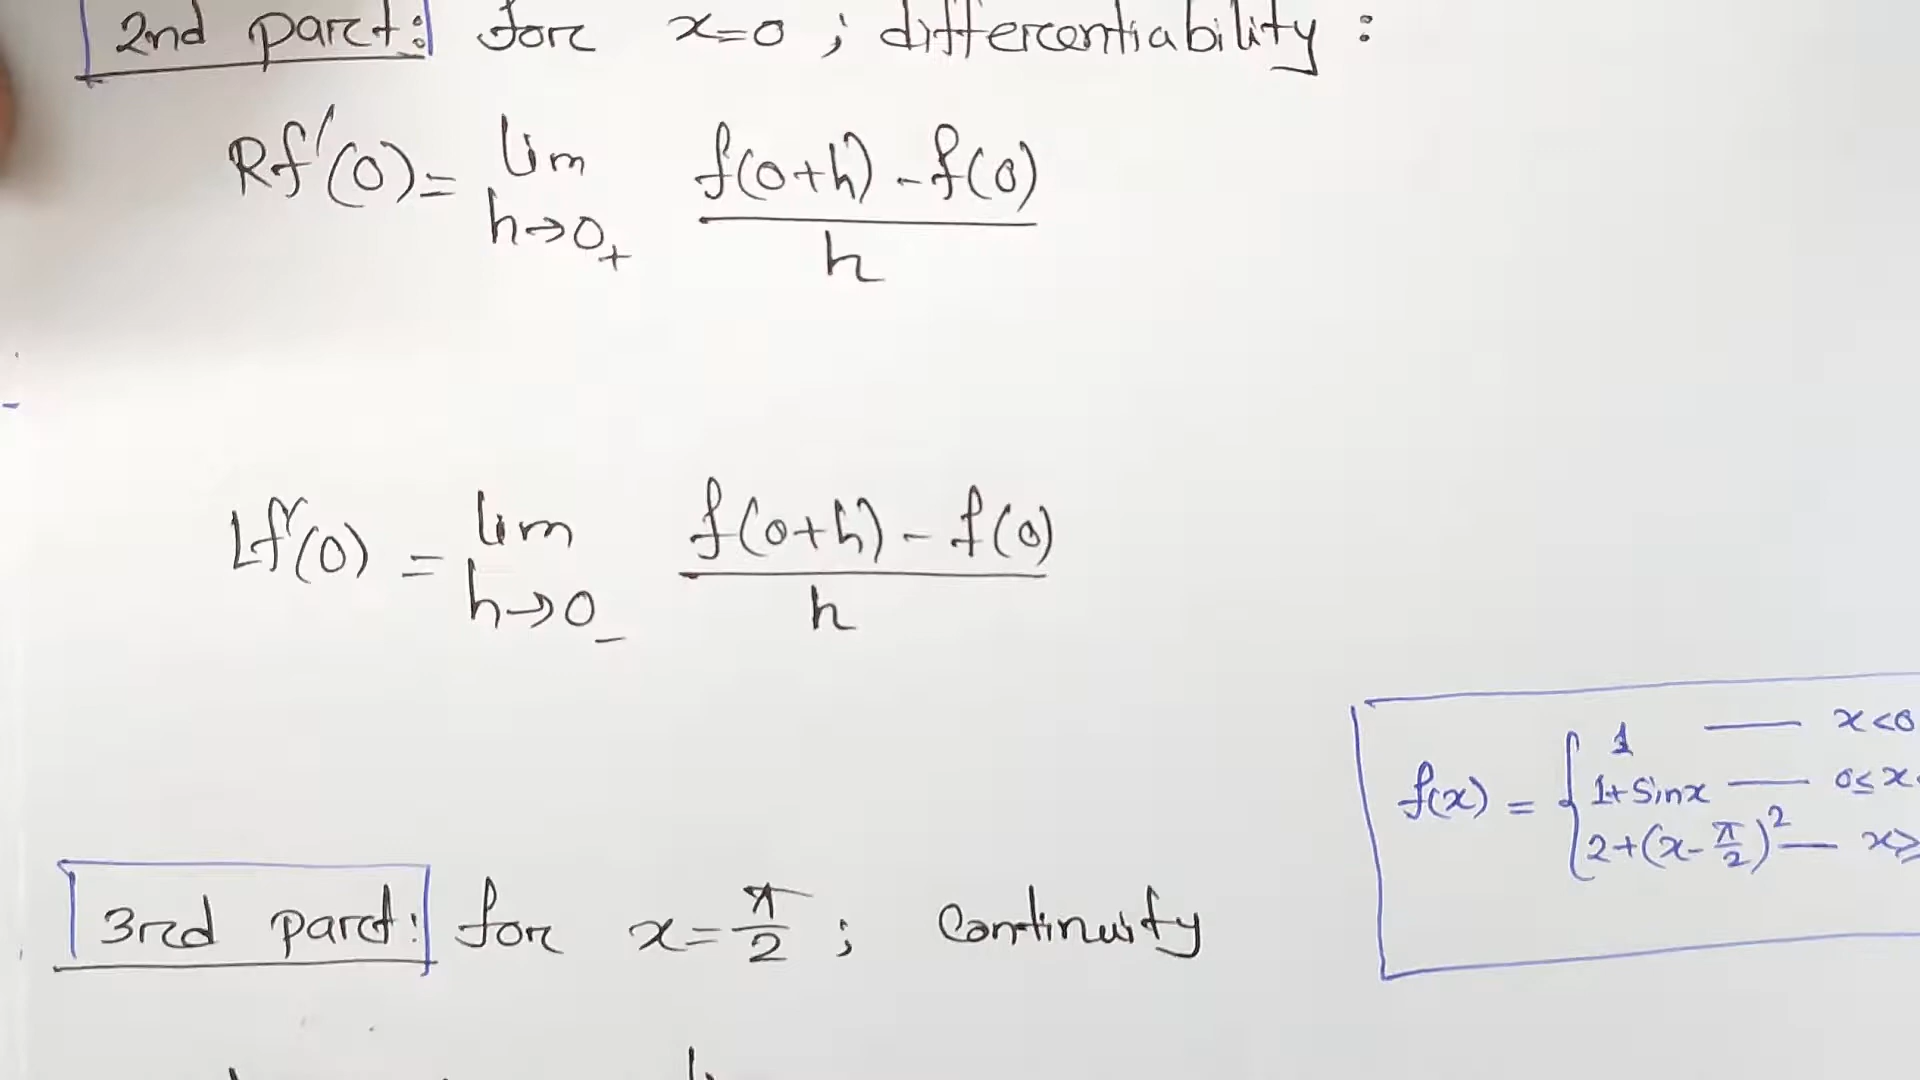 2nd part: for x=0 ; differentiability :
Rf'(0) = lim h→0+ f(0+h) - f(0) / h
Lf'(0) = lim h→0- f(0+h) - f(0) / h
f(x) = { 1 — x<0
1+Sinx — 0≤x
2+(x-π/2)² — x≥
3rd part: for x=π/2 ; Continuity